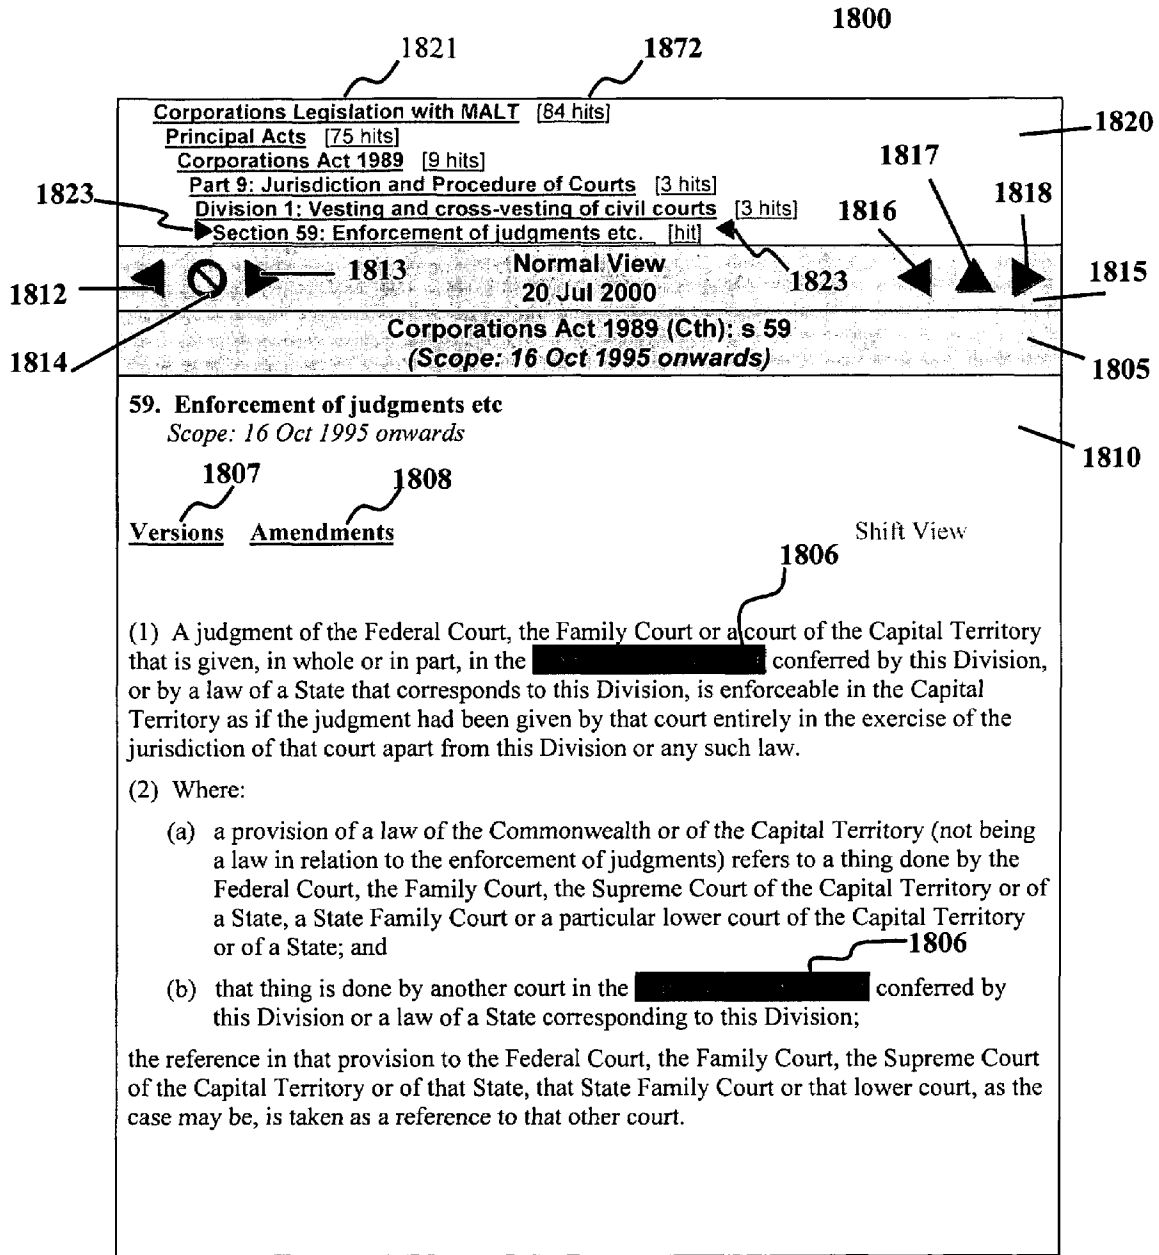 1800
1821 1872
Corporations Legislation with MALT [84 hits]
Principal Acts [75 hits]
1820
Corporations Act 1989 [9 hits]
1817
Part 9: Jurisdiction and Procedure of Courts [3 hits]
1823 1818
Division 1: Vesting and cross-vesting of civil courts [3 hits]
1816
Section 59: Enforcement of judgments etc. [hit]
1812 1813 Normal View 1823 1815
20 Jul 2000
1814 Corporations Act 1989 (Cth): s 59
(Scope: 16 Oct 1995 onwards) 1805
59. Enforcement of judgments etc
Scope: 16 Oct 1995 onwards
1810
1807 1808
Versions Amendments Shift View
1806
(1) A judgment of the Federal Court, the Family Court or a court of the Capital Territory
that is given, in whole or in part, in the conferred by this Division,
or by a law of a State that corresponds to this Division, is enforceable in the Capital
Territory as if the judgment had been given by that court entirely in the exercise of the
jurisdiction of that court apart from this Division or any such law.
(2) Where:
(a) a provision of a law of the Commonwealth or of the Capital Territory (not being
a law in relation to the enforcement of judgments) refers to a thing done by the
Federal Court, the Family Court, the Supreme Court of the Capital Territory or of
a State, a State Family Court or a particular lower court of the Capital Territory
or of a State; and 1806
(b) that thing is done by another court in the conferred by
this Division or a law of a State corresponding to this Division;
the reference in that provision to the Federal Court, the Family Court, the Supreme Court
of the Capital Territory or of that State, that State Family Court or that lower court, as the
case may be, is taken as a reference to that other court.